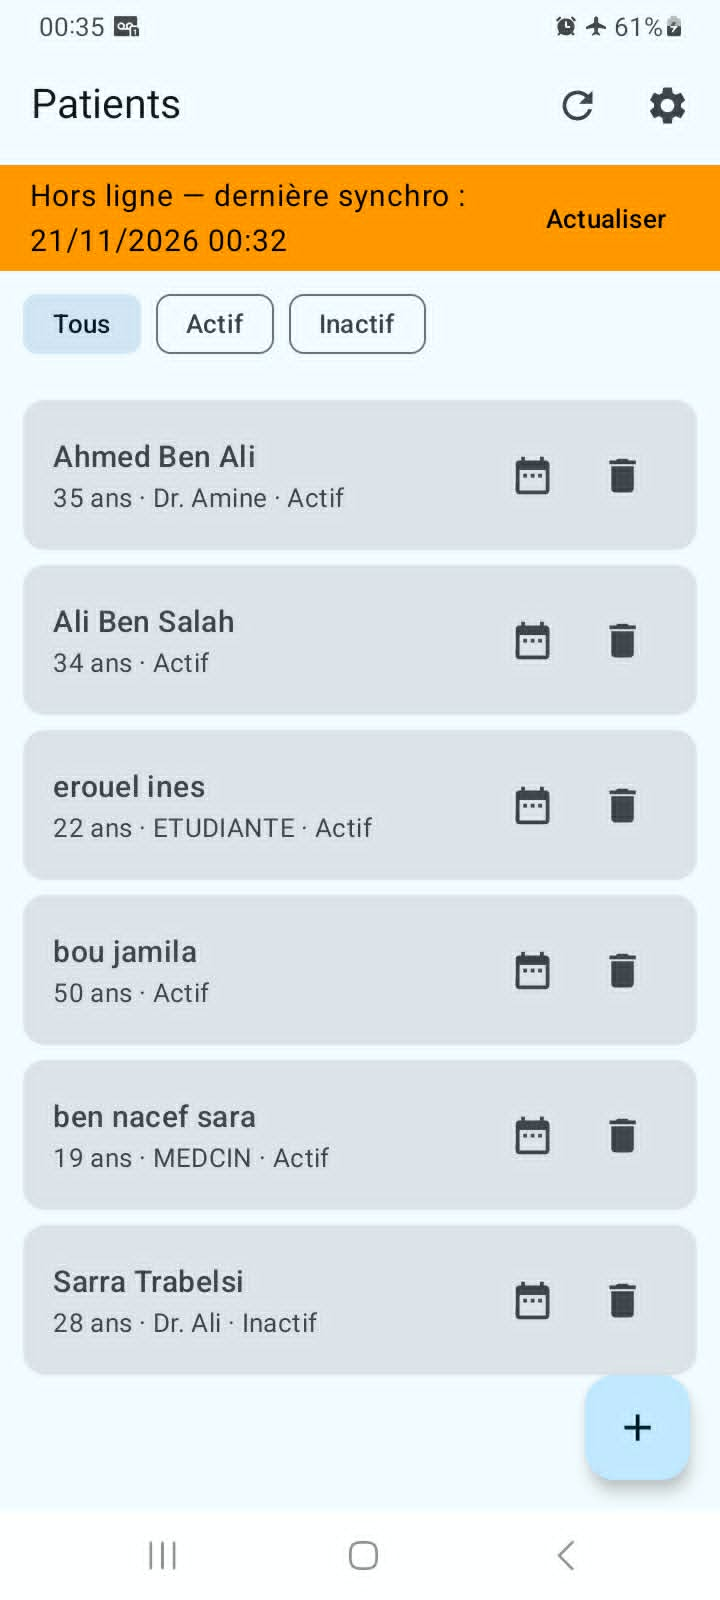 00:35
61%
Patients
Hors ligne — dernière synchro :
21/11/2026 00:32
Actualiser
Tous
Actif
Inactif
Ahmed Ben Ali
35 ans · Dr. Amine · Actif
Ali Ben Salah
34 ans · Actif
erouel ines
22 ans · ETUDIANTE · Actif
bou jamila
50 ans · Actif
ben nacef sara
19 ans · MEDCIN · Actif
Sarra Trabelsi
28 ans · Dr. Ali · Inactif